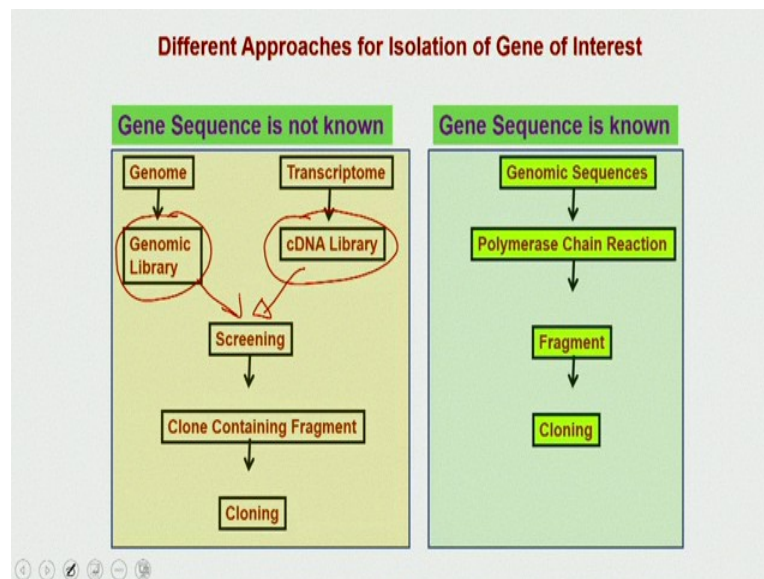 Different Approaches for Isolation of Gene of Interest
Gene Sequence is not known
Genome
Transcriptome
Genomic
Library
cDNA Library
Screening
Clone Containing Fragment
Cloning
Gene Sequence is known
Genomic Sequences
Polymerase Chain Reaction
Fragment
Cloning